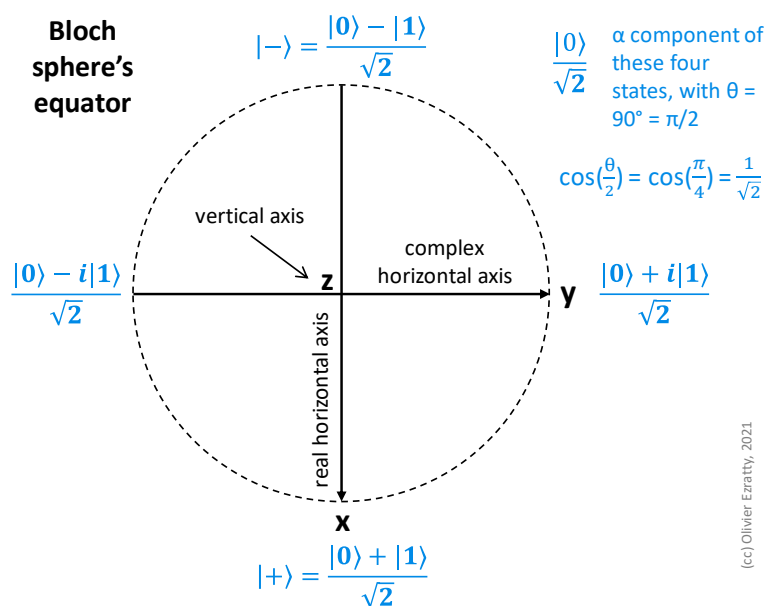 Bloch
sphere's
equator
|−⟩ = (|0⟩ − |1⟩)/√2
|0⟩/√2
α component of
these four
states, with θ =
90° = π/2
cos(θ/2) = cos(π/4) = 1/√2
vertical axis
complex
horizontal axis
(|0⟩ − i|1⟩)/√2
z
y
(|0⟩ + i|1⟩)/√2
real horizontal axis
x
|+⟩ = (|0⟩ + |1⟩)/√2
(cc) Olivier Ezratty, 2021